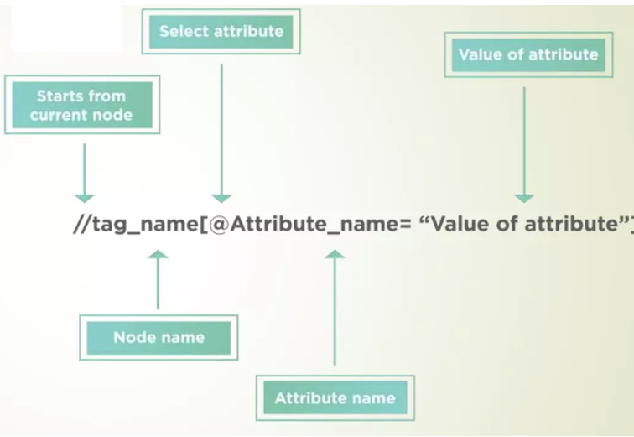 Select attribute
Value of attribute
Starts from
current node
//tag_name[@Attribute_name= “Value of attribute”]
Node name
Attribute name